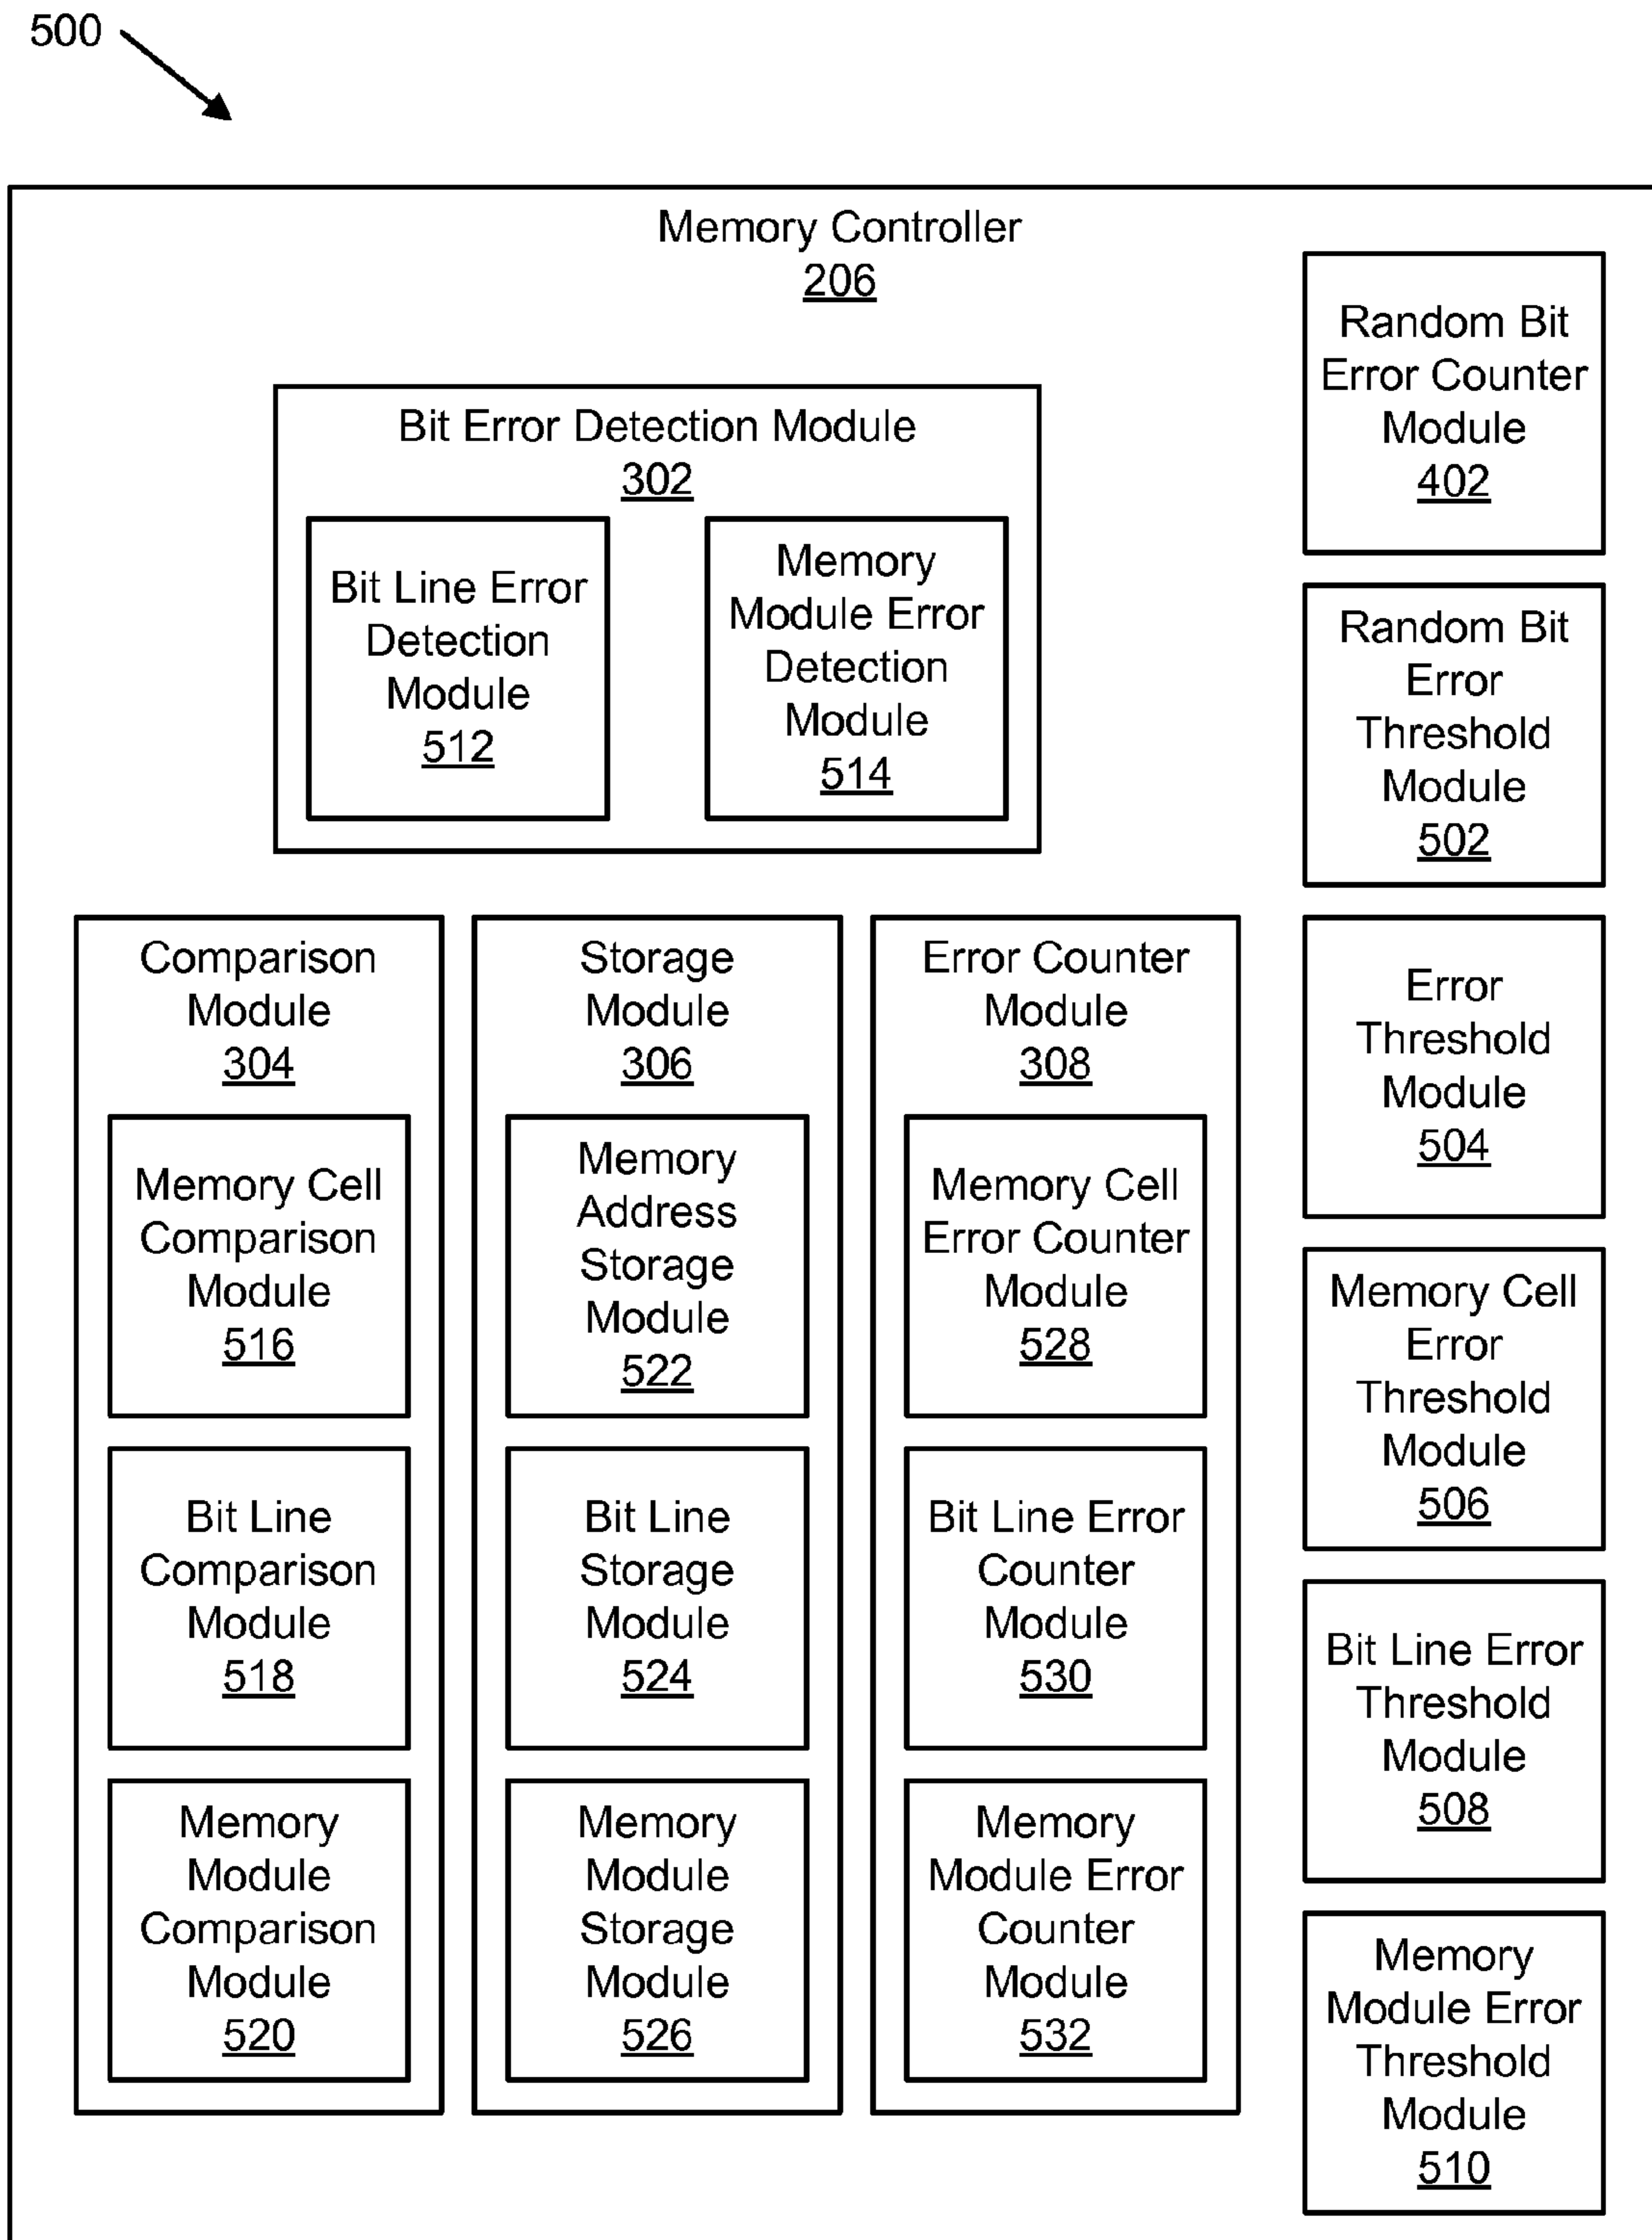 500
Memory Controller
206
Bit Error Detection Module
302
Bit Line Error
Detection
Module
512
Memory
Module Error
Detection
Module
514
Comparison
Module
304
Memory Cell
Comparison
Module
516
Bit Line
Comparison
Module
518
Memory
Module
Comparison
Module
520
Storage
Module
306
Memory
Address
Storage
Module
522
Bit Line
Storage
Module
524
Memory
Module
Storage
Module
526
Error Counter
Module
308
Memory Cell
Error Counter
Module
528
Bit Line Error
Counter
Module
530
Memory
Module Error
Counter
Module
532
Random Bit
Error Counter
Module
402
Random Bit
Error
Threshold
Module
502
Error
Threshold
Module
504
Memory Cell
Error
Threshold
Module
506
Bit Line Error
Threshold
Module
508
Memory
Module Error
Threshold
Module
510